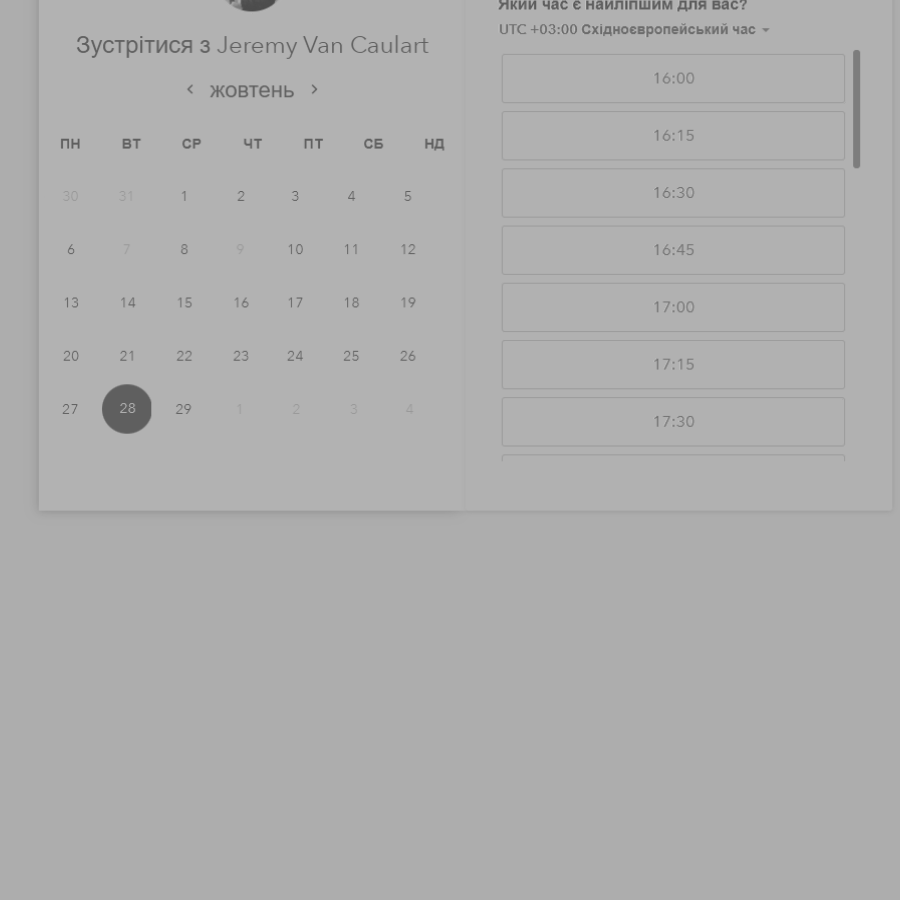 Зустрітися з Jeremy Van Caulart
жовтень
ПН ВТ СР ЧТ ПТ СБ НД
30 31 1 2 3 4 5
6 7 8 9 10 11 12
13 14 15 16 17 18 19
20 21 22 23 24 25 26
27 28 29 1 2 3 4
Який час є найліпшим для вас?
UTC +03:00 Східноєвропейський час
16:00
16:15
16:30
16:45
17:00
17:15
17:30